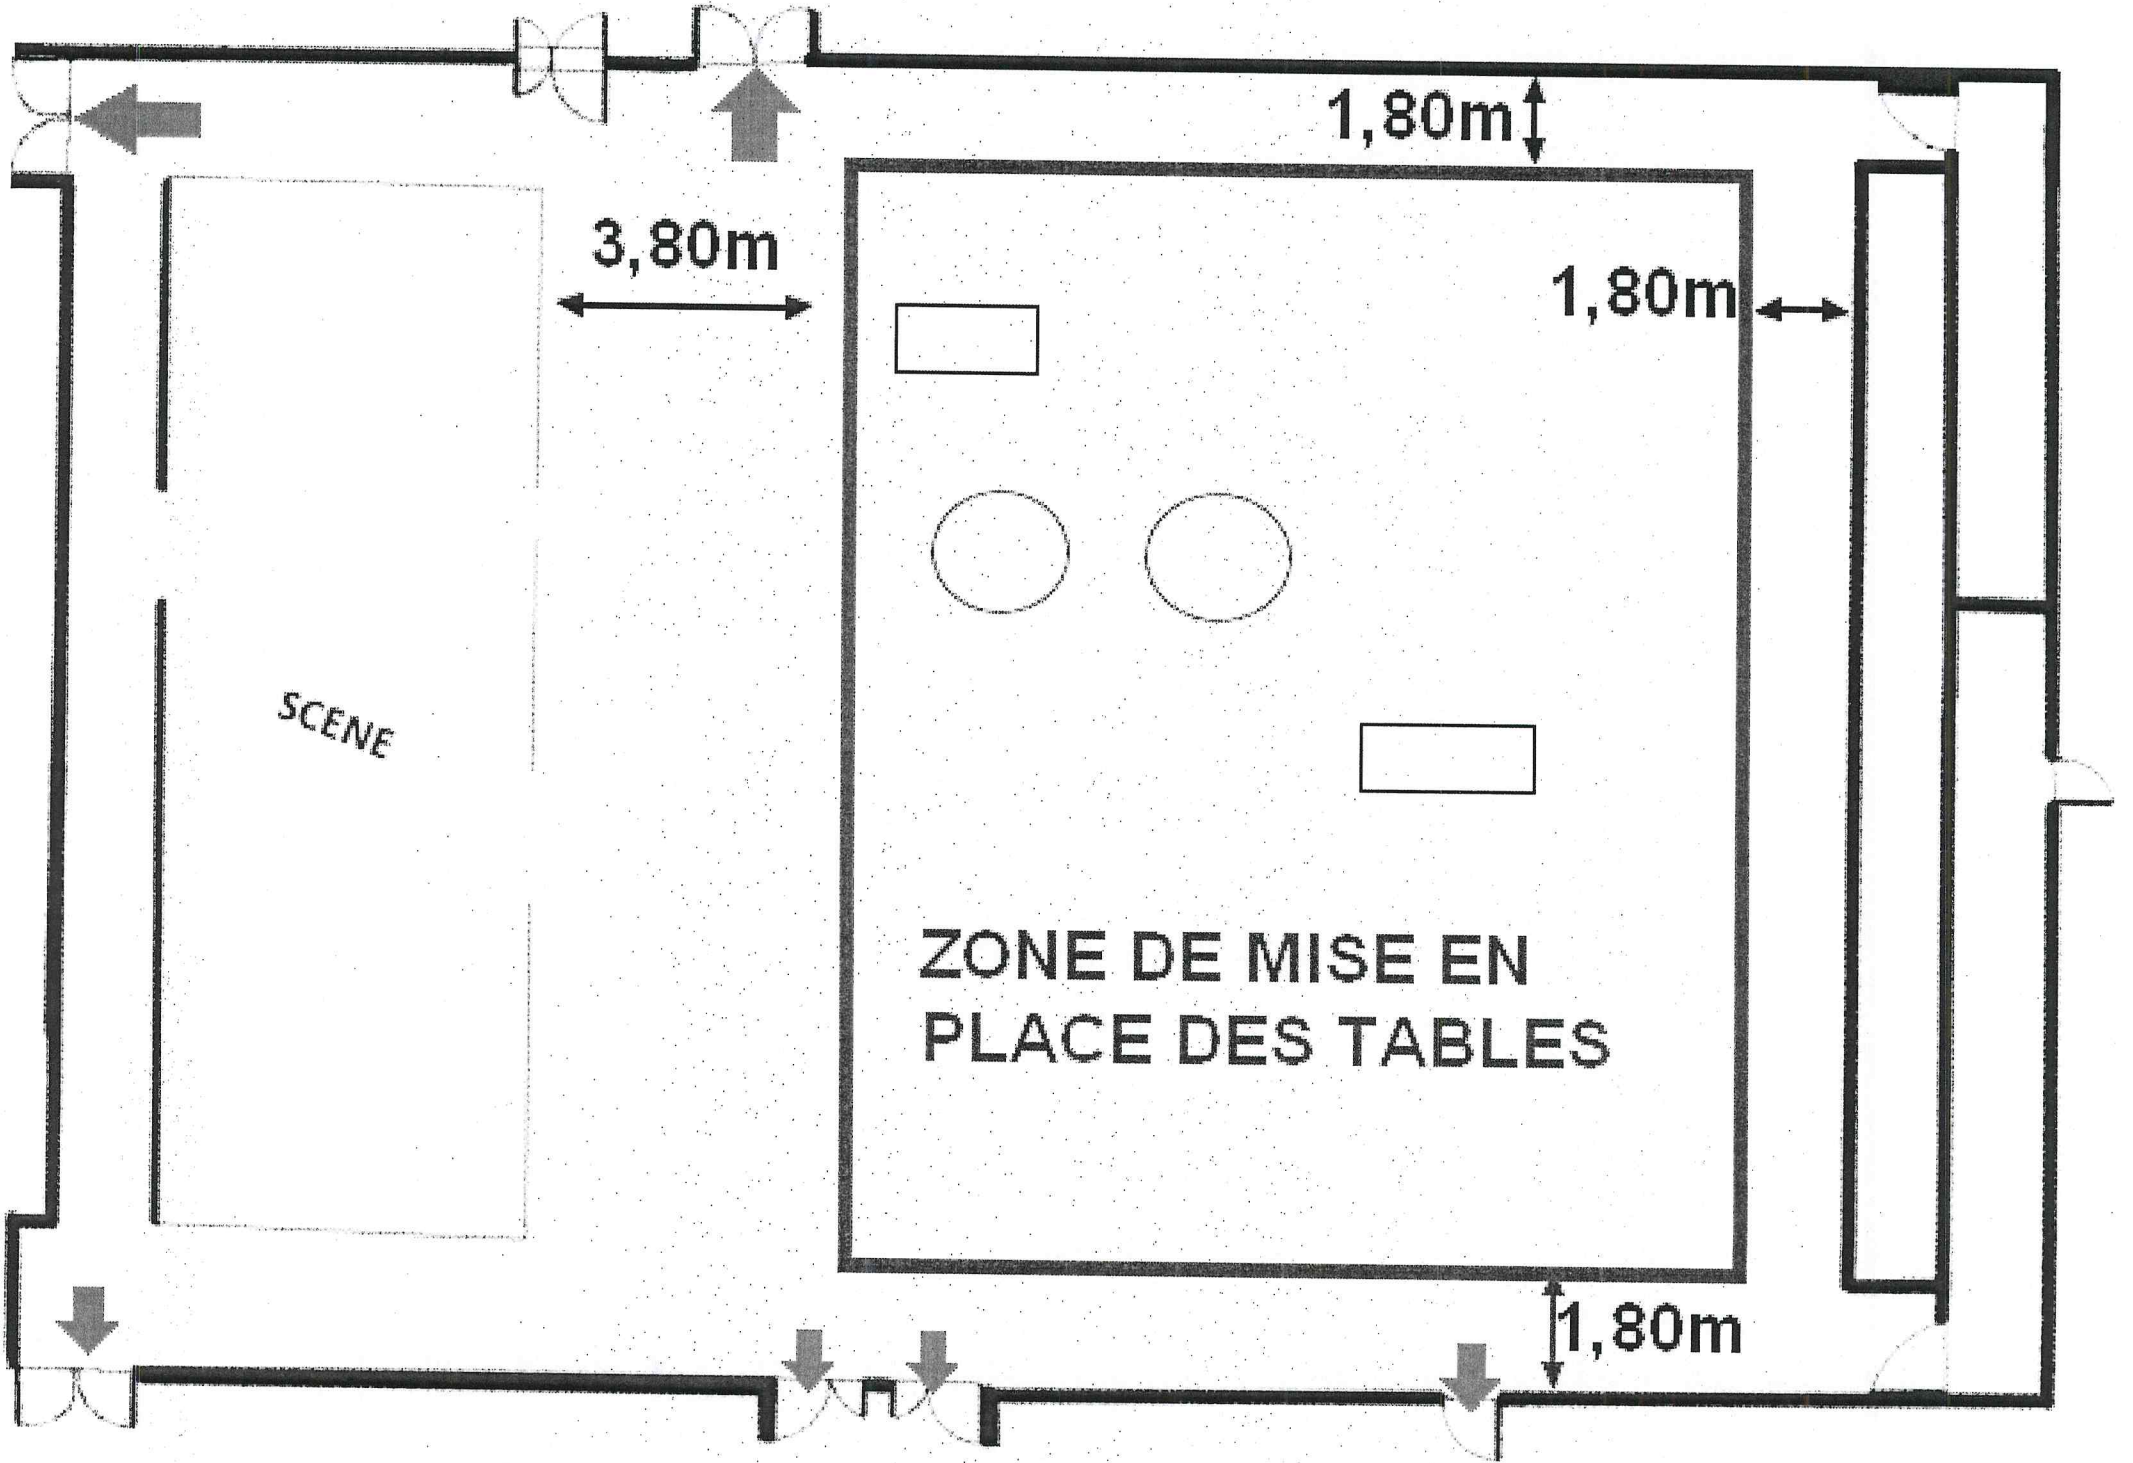 1,80m
3,80m
1,80m
SCENE
ZONE DE MISE EN
PLACE DES TABLES
1,80m